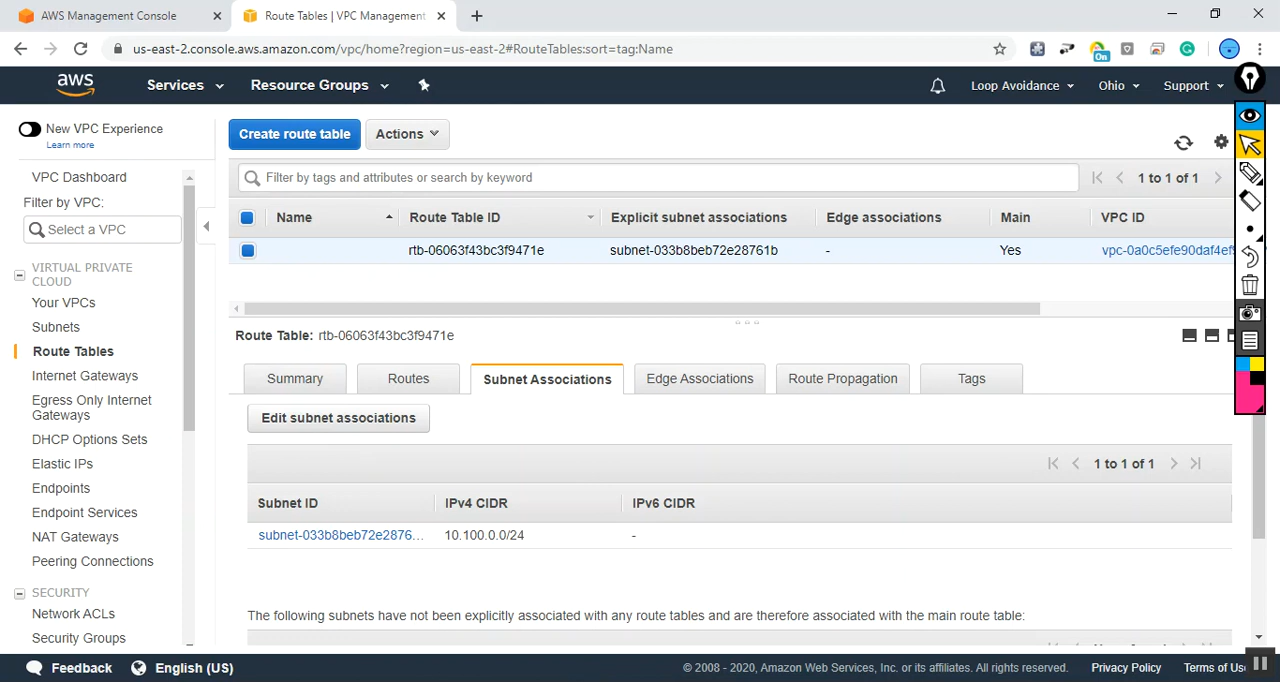 AWS Management Console
Route Tables | VPC Management
us-east-2.console.aws.amazon.com/vpc/home?region=us-east-2#RouteTables:sort=tag:Name
On
aws
Services
Resource Groups
Loop Avoidance
Ohio
Support
New VPC Experience
Learn more
VPC Dashboard
Filter by VPC:
Select a VPC
VIRTUAL PRIVATE
CLOUD
Your VPCs
Subnets
Route Tables
Internet Gateways
Egress Only Internet
Gateways
DHCP Options Sets
Elastic IPs
Endpoints
Endpoint Services
NAT Gateways
Peering Connections
SECURITY
Network ACLs
Security Groups
Create route table
Actions
Filter by tags and attributes or search by keyword
1 to 1 of 1
Name Route Table ID Explicit subnet associations Edge associations Main VPC ID
rtb-06063f43bc3f9471e subnet-033b8beb72e28761b - Yes vpc-0a0c5efe90daf4ef
Route Table: rtb-06063f43bc3f9471e
Summary Routes Subnet Associations Edge Associations Route Propagation Tags
Edit subnet associations
1 to 1 of 1
Subnet ID IPv4 CIDR IPv6 CIDR
subnet-033b8beb72e2876... 10.100.0.0/24 -
The following subnets have not been explicitly associated with any route tables and are therefore associated with the main route table:
Feedback
English (US)
© 2008 - 2020, Amazon Web Services, Inc. or its affiliates. All rights reserved.
Privacy Policy
Terms of Us